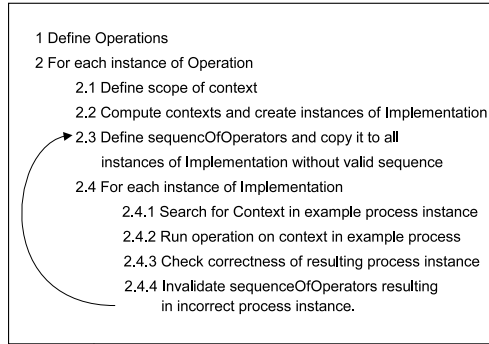 1 Define Operations
2 For each instance of Operation
2.1 Define scope of context
2.2 Compute contexts and create instances of Implementation
2.3 Define sequencOfOperators and copy it to all
instances of Implementation without valid sequence
2.4 For each instance of Implementation
2.4.1 Search for Context in example process instance
2.4.2 Run operation on context in example process
2.4.3 Check correctness of resulting process instance
2.4.4 Invalidate sequenceOfOperators resulting
in incorrect process instance.